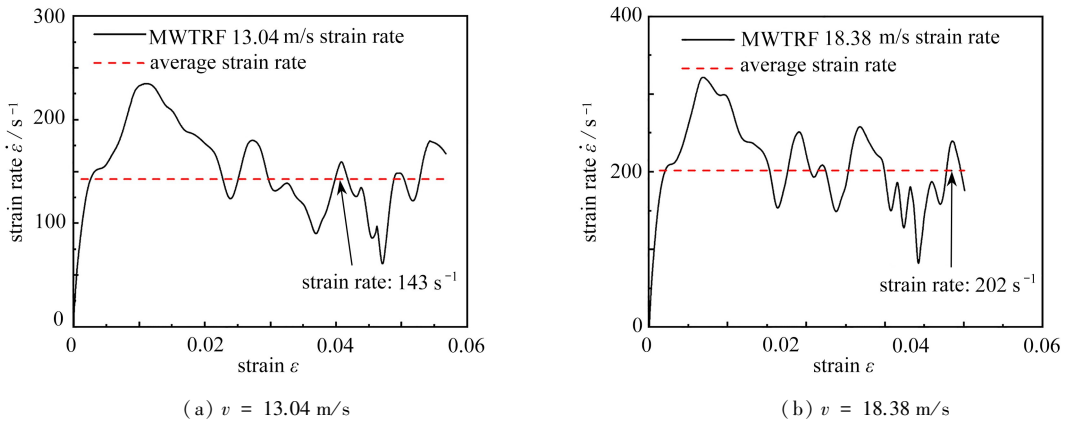 300
200
100
0
0
0.02
0.04
0.06
strain rate ε̇ / s⁻¹
strain ε
MWTRF 13.04 m/s strain rate
average strain rate
strain rate: 143 s⁻¹
(a) v = 13.04 m/s
400
200
0
0
0.02
0.04
0.06
strain rate ε̇ / s⁻¹
strain ε
MWTRF 18.38 m/s strain rate
average strain rate
strain rate: 202 s⁻¹
(b) v = 18.38 m/s